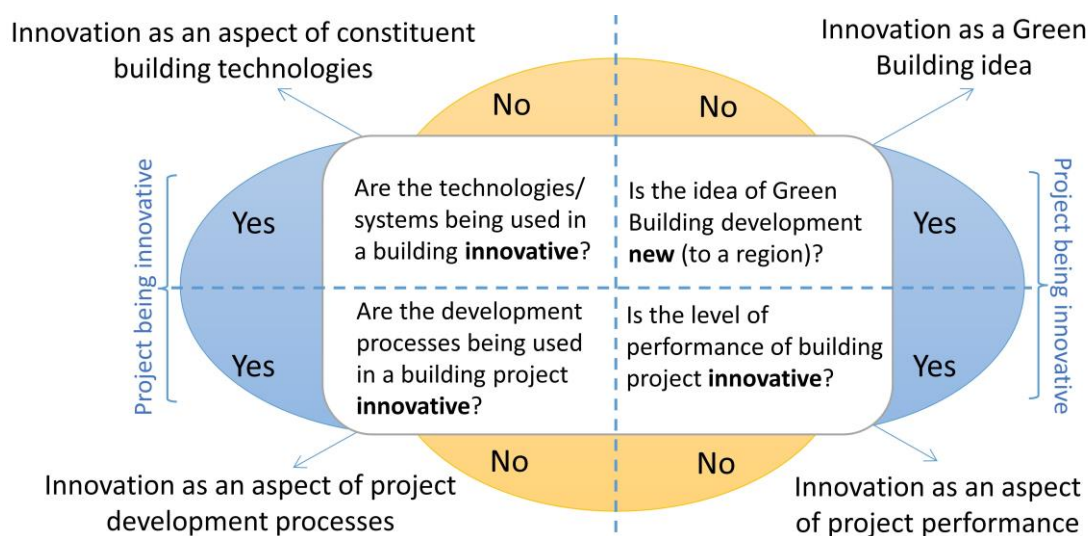 Innovation as an aspect of constituent
building technologies
Innovation as a Green
Building idea
No
No
Project being innovative
Yes
Are the technologies/
systems being used in
a building innovative?
Is the idea of Green
Building development
new (to a region)?
Yes
Project being innovative
Yes
Are the development
processes being used
in a building project
innovative?
Is the level of
performance of building
project innovative?
Yes
No
No
Innovation as an aspect of project
development processes
Innovation as an aspect
of project performance